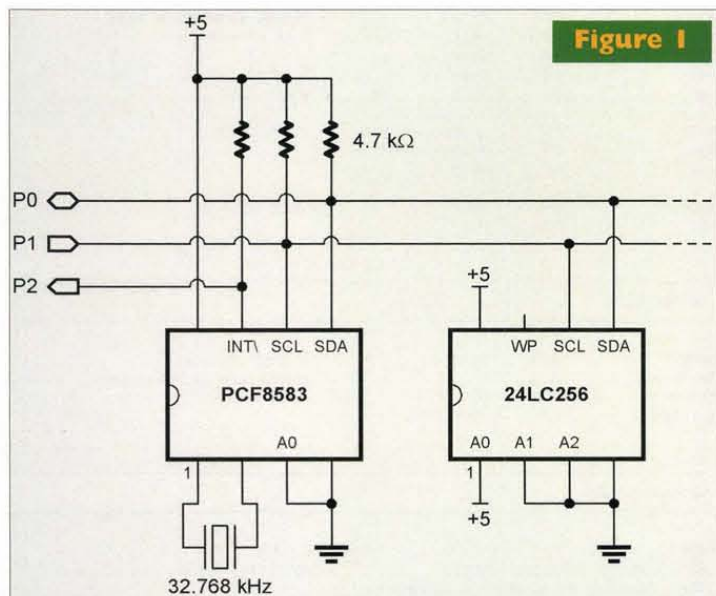 +5
Figure 1
4.7 kΩ
P0
P1
P2
+5
INT\ SCL SDA
WP SCL SDA
PCF8583
24LC256
A0
A0 A1 A2
1
1
+5
32.768 kHz